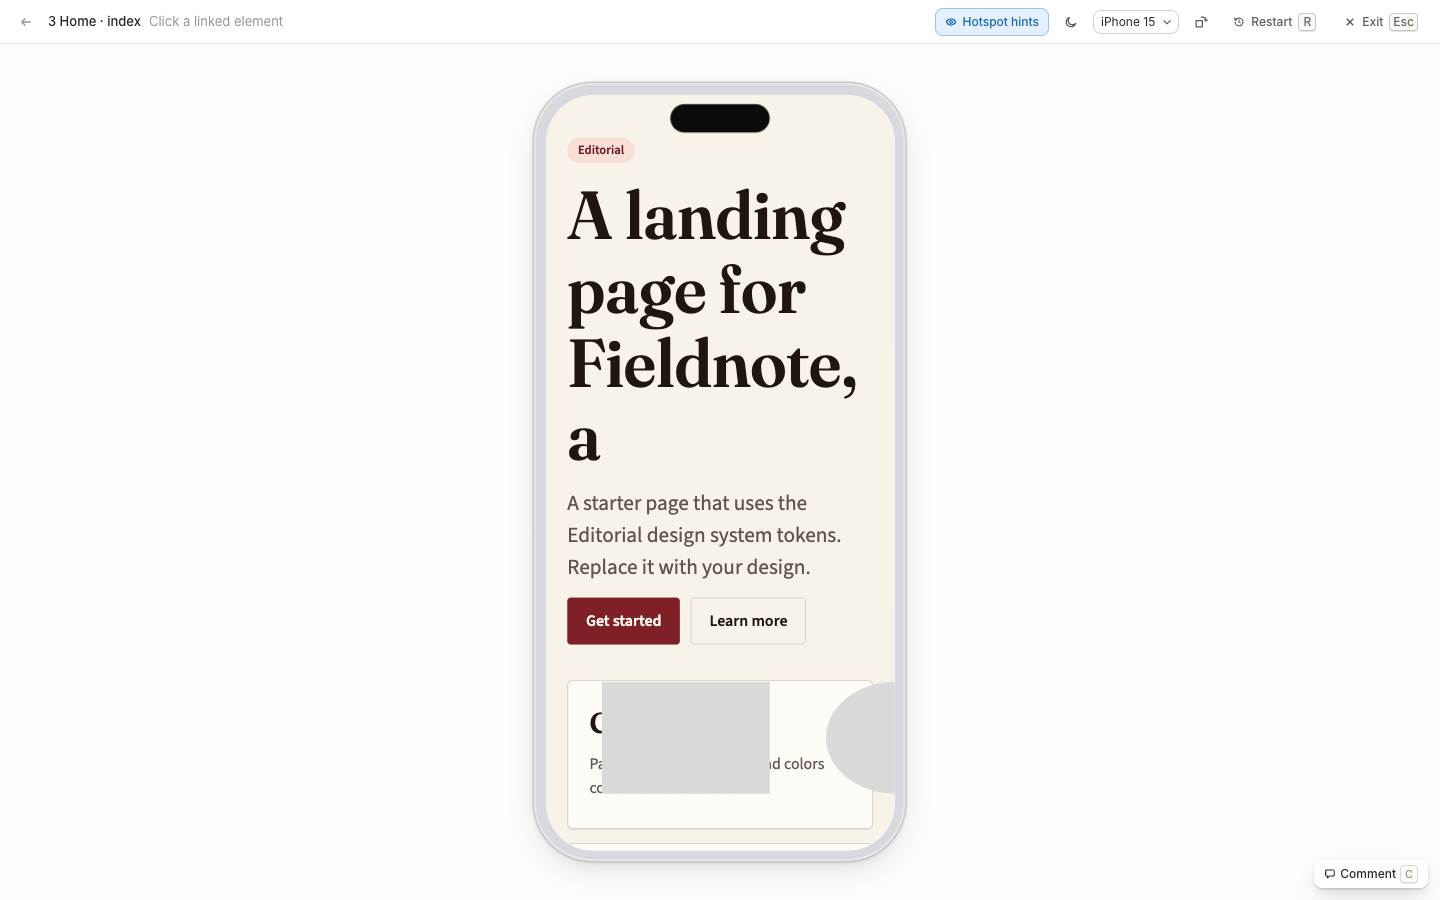 3 Home · index Click a linked element
Hotspot hints
iPhone 15
Restart R
Exit Esc
Editorial
A landing
page for
Fieldnote,
a
A starter page that uses the
Editorial design system tokens.
Replace it with your design.
Get started
Learn more
colors
Comment C